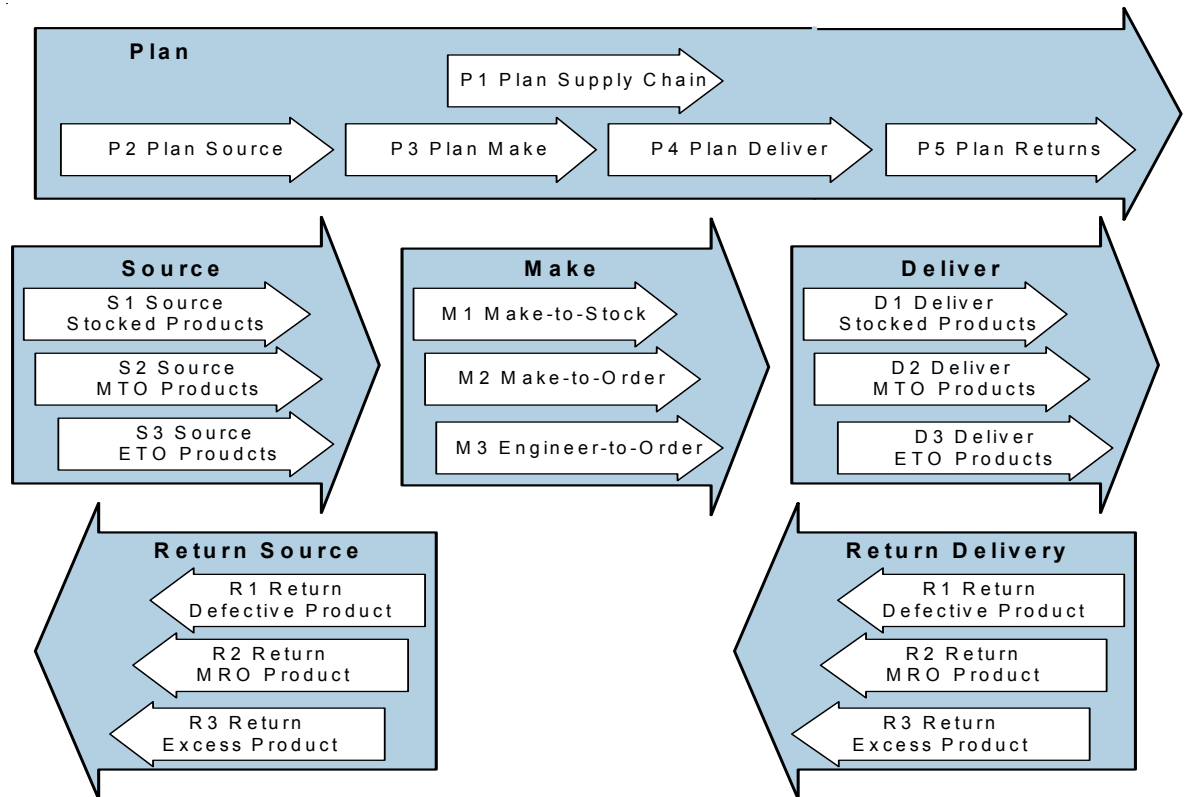 Plan
P1 Plan Supply Chain
P2 Plan Source
P3 Plan Make
P4 Plan Deliver
P5 Plan Returns
Source
S1 Source
Stocked Products
S2 Source
MTO Products
S3 Source
ETO Proudcts
Make
M1 Make-to-Stock
M2 Make-to-Order
M3 Engineer-to-Order
Deliver
D1 Deliver
Stocked Products
D2 Deliver
MTO Products
D3 Deliver
ETO Products
Return Source
R1 Return
Defective Product
R2 Return
MRO Product
R3 Return
Excess Product
Return Delivery
R1 Return
Defective Product
R2 Return
MRO Product
R3 Return
Excess Product